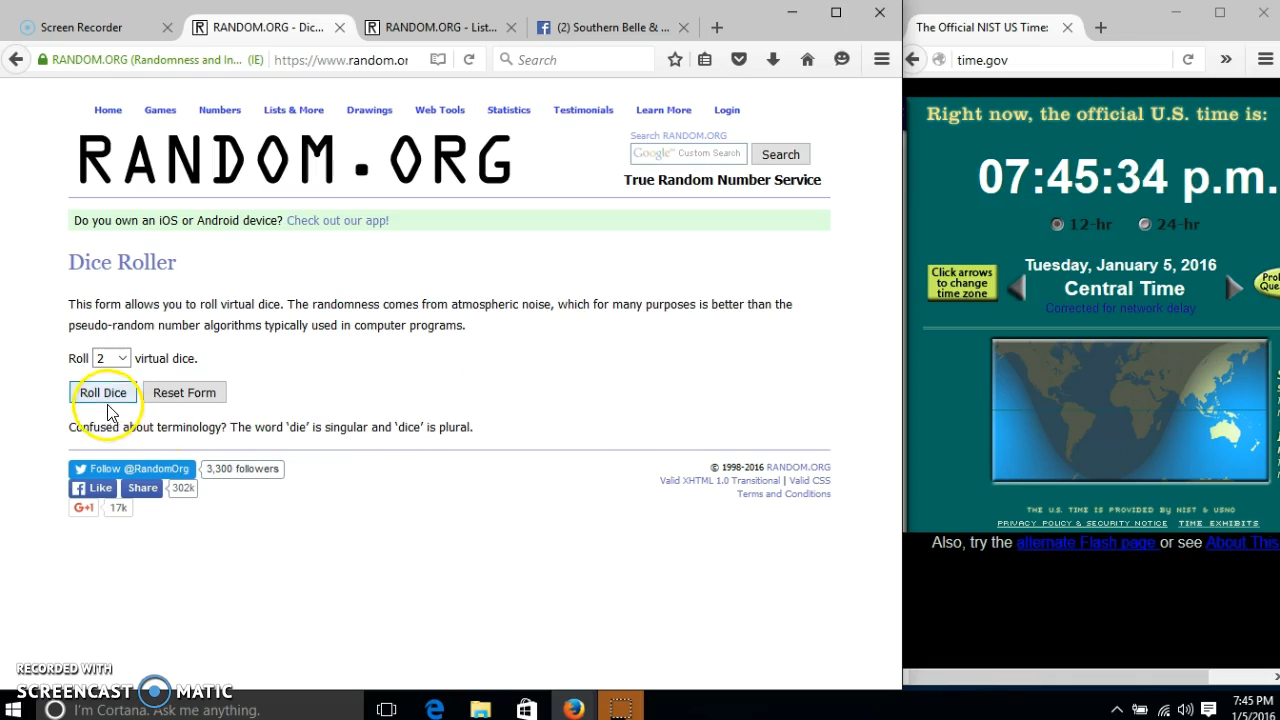 Screen Recorder
RANDOM.ORG - Dic...
RANDOM.ORG - List...
(2) Southern Belle & ...
RANDOM.ORG (Randomness and In... (IE)
https://www.random.or
Search
Home Games Numbers Lists & More Drawings Web Tools Statistics Testimonials Learn More Login
RANDOM.ORG
Search RANDOM.ORG
Google™ Custom Search
Search
True Random Number Service
Do you own an iOS or Android device? Check out our app!
Dice Roller
This form allows you to roll virtual dice. The randomness comes from atmospheric noise, which for many purposes is better than the
pseudo-random number algorithms typically used in computer programs.
Roll 2 virtual dice.
Roll Dice Reset Form
Confused about terminology? The word ‘die’ is singular and ‘dice’ is plural.
Follow @RandomOrg 3,300 followers
Like Share 302k
G+1 17k
© 1998-2016 RANDOM.ORG
Valid XHTML 1.0 Transitional | Valid CSS
Terms and Conditions
RECORDED WITH
SCREENCAST MATIC
I'm Cortana. Ask me anything.
The Official NIST US Time:
time.gov
Right now, the official U.S. time is:
07:45:34 p.m.
12-hr 24-hr
Click arrows
to change
time zone
Tuesday, January 5, 2016
Central Time
Corrected for network delay
THE U.S. TIME IS PROVIDED BY NIST & USNO
PRIVACY POLICY & SECURITY NOTICE TIME EXHIBITS
Also, try the alternate Flash page or see About This
7:45 PM
1/5/2016